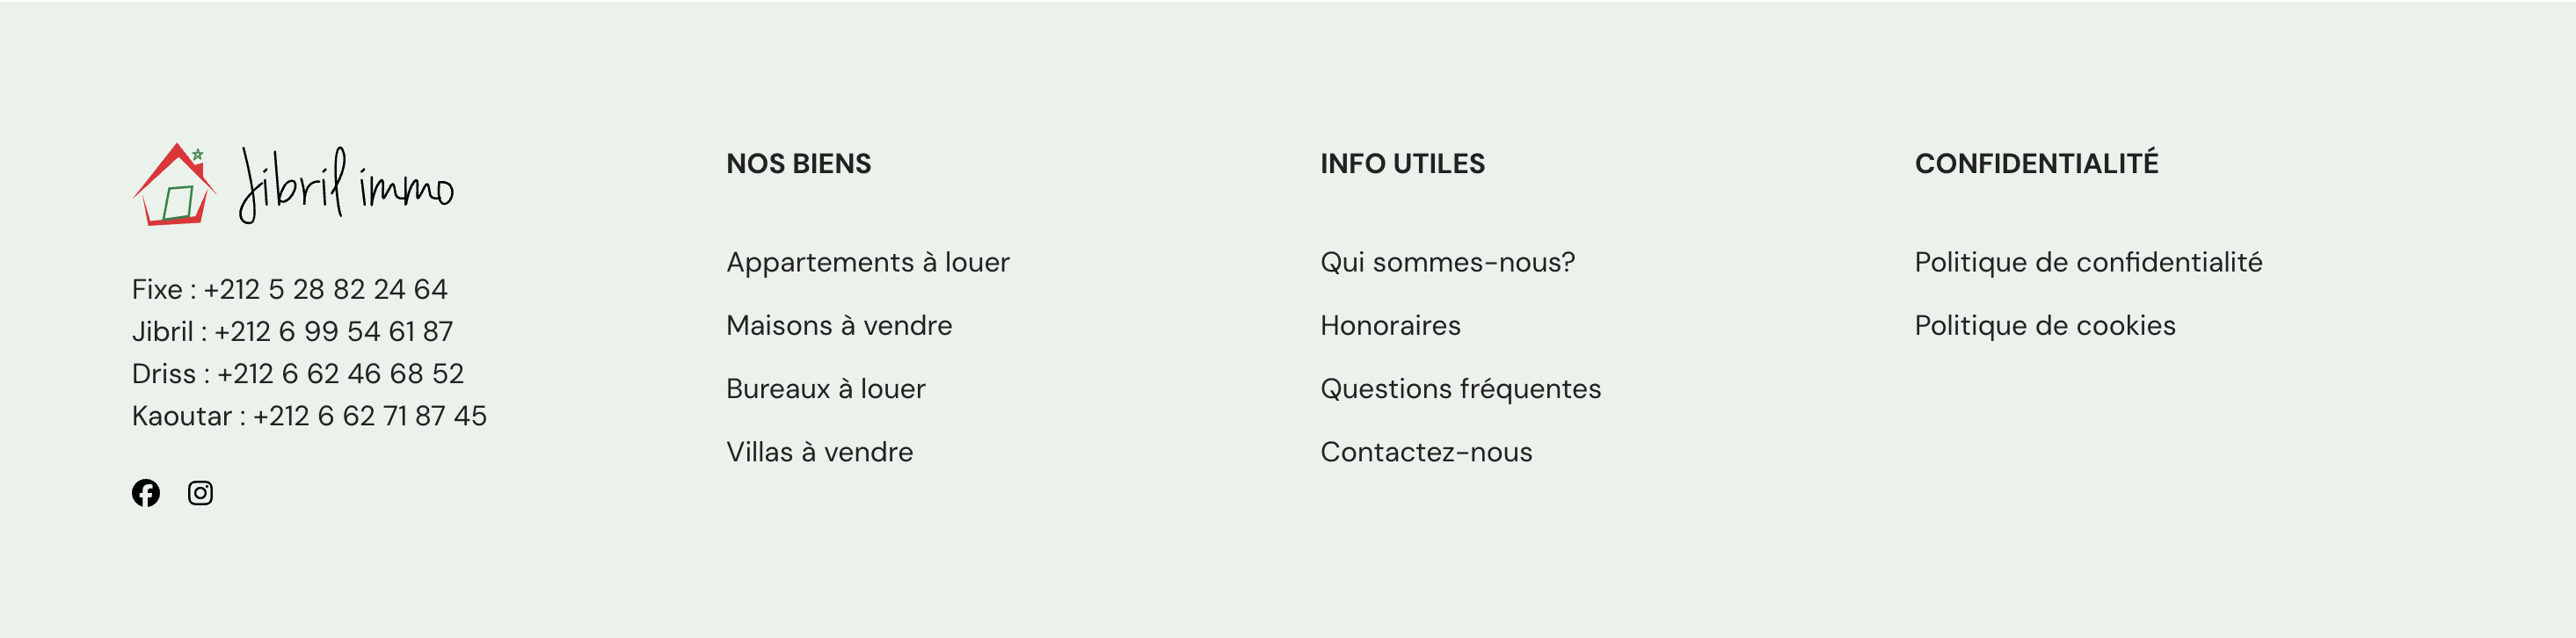 Jibril immo
Fixe : +212 5 28 82 24 64
Jibril : +212 6 99 54 61 87
Driss : +212 6 62 46 68 52
Kaoutar : +212 6 62 71 87 45
NOS BIENS
Appartements à louer
Maisons à vendre
Bureaux à louer
Villas à vendre
INFO UTILES
Qui sommes-nous?
Honoraires
Questions fréquentes
Contactez-nous
CONFIDENTIALITÉ
Politique de confidentialité
Politique de cookies